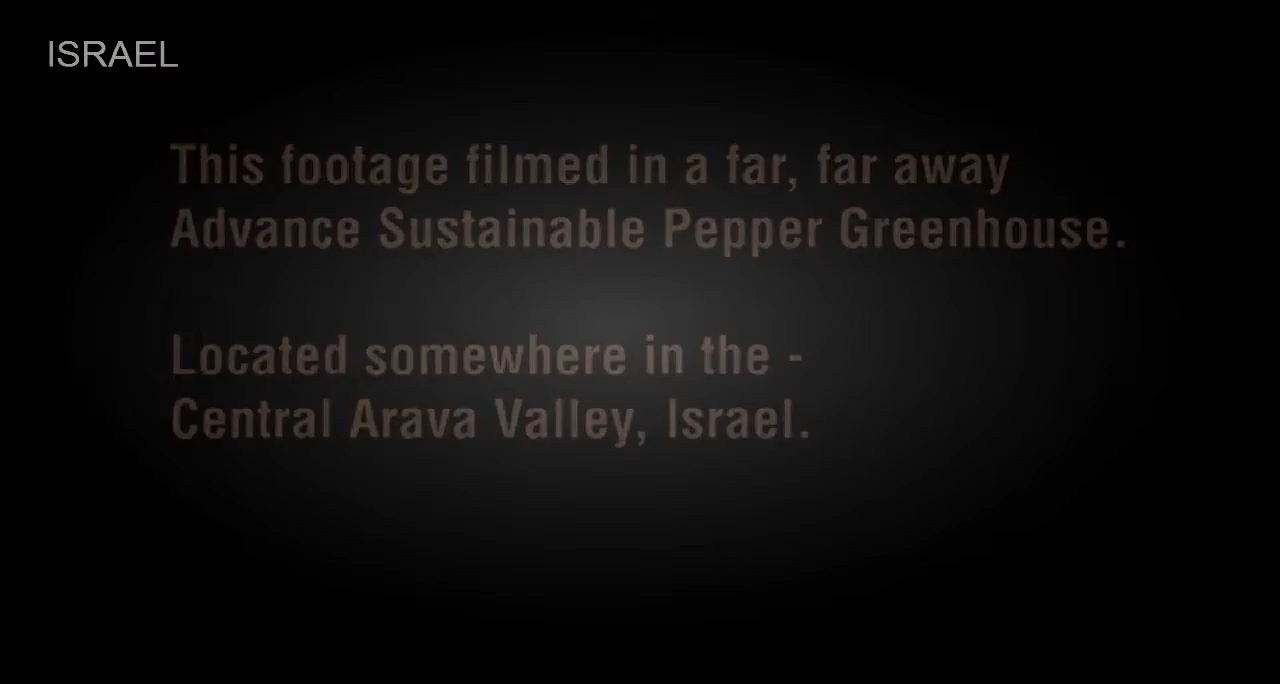 ISRAEL
This footage filmed in a far, far away
Advance Sustainable Pepper Greenhouse.
Located somewhere in the -
Central Arava Valley, Israel.